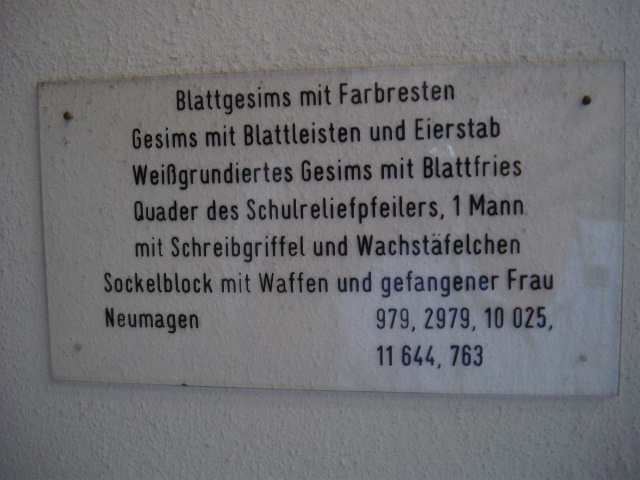 Blattgesims mit Farbresten
Gesims mit Blattleisten und Eierstab
Weißgrundiertes Gesims mit Blattfries
Quader des Schulreliefpfeilers, 1 Mann
mit Schreibgriffel und Wachstäfelchen
Sockelblock mit Waffen und gefangener Frau
Neumagen 979, 2979, 10 025,
11 644, 763